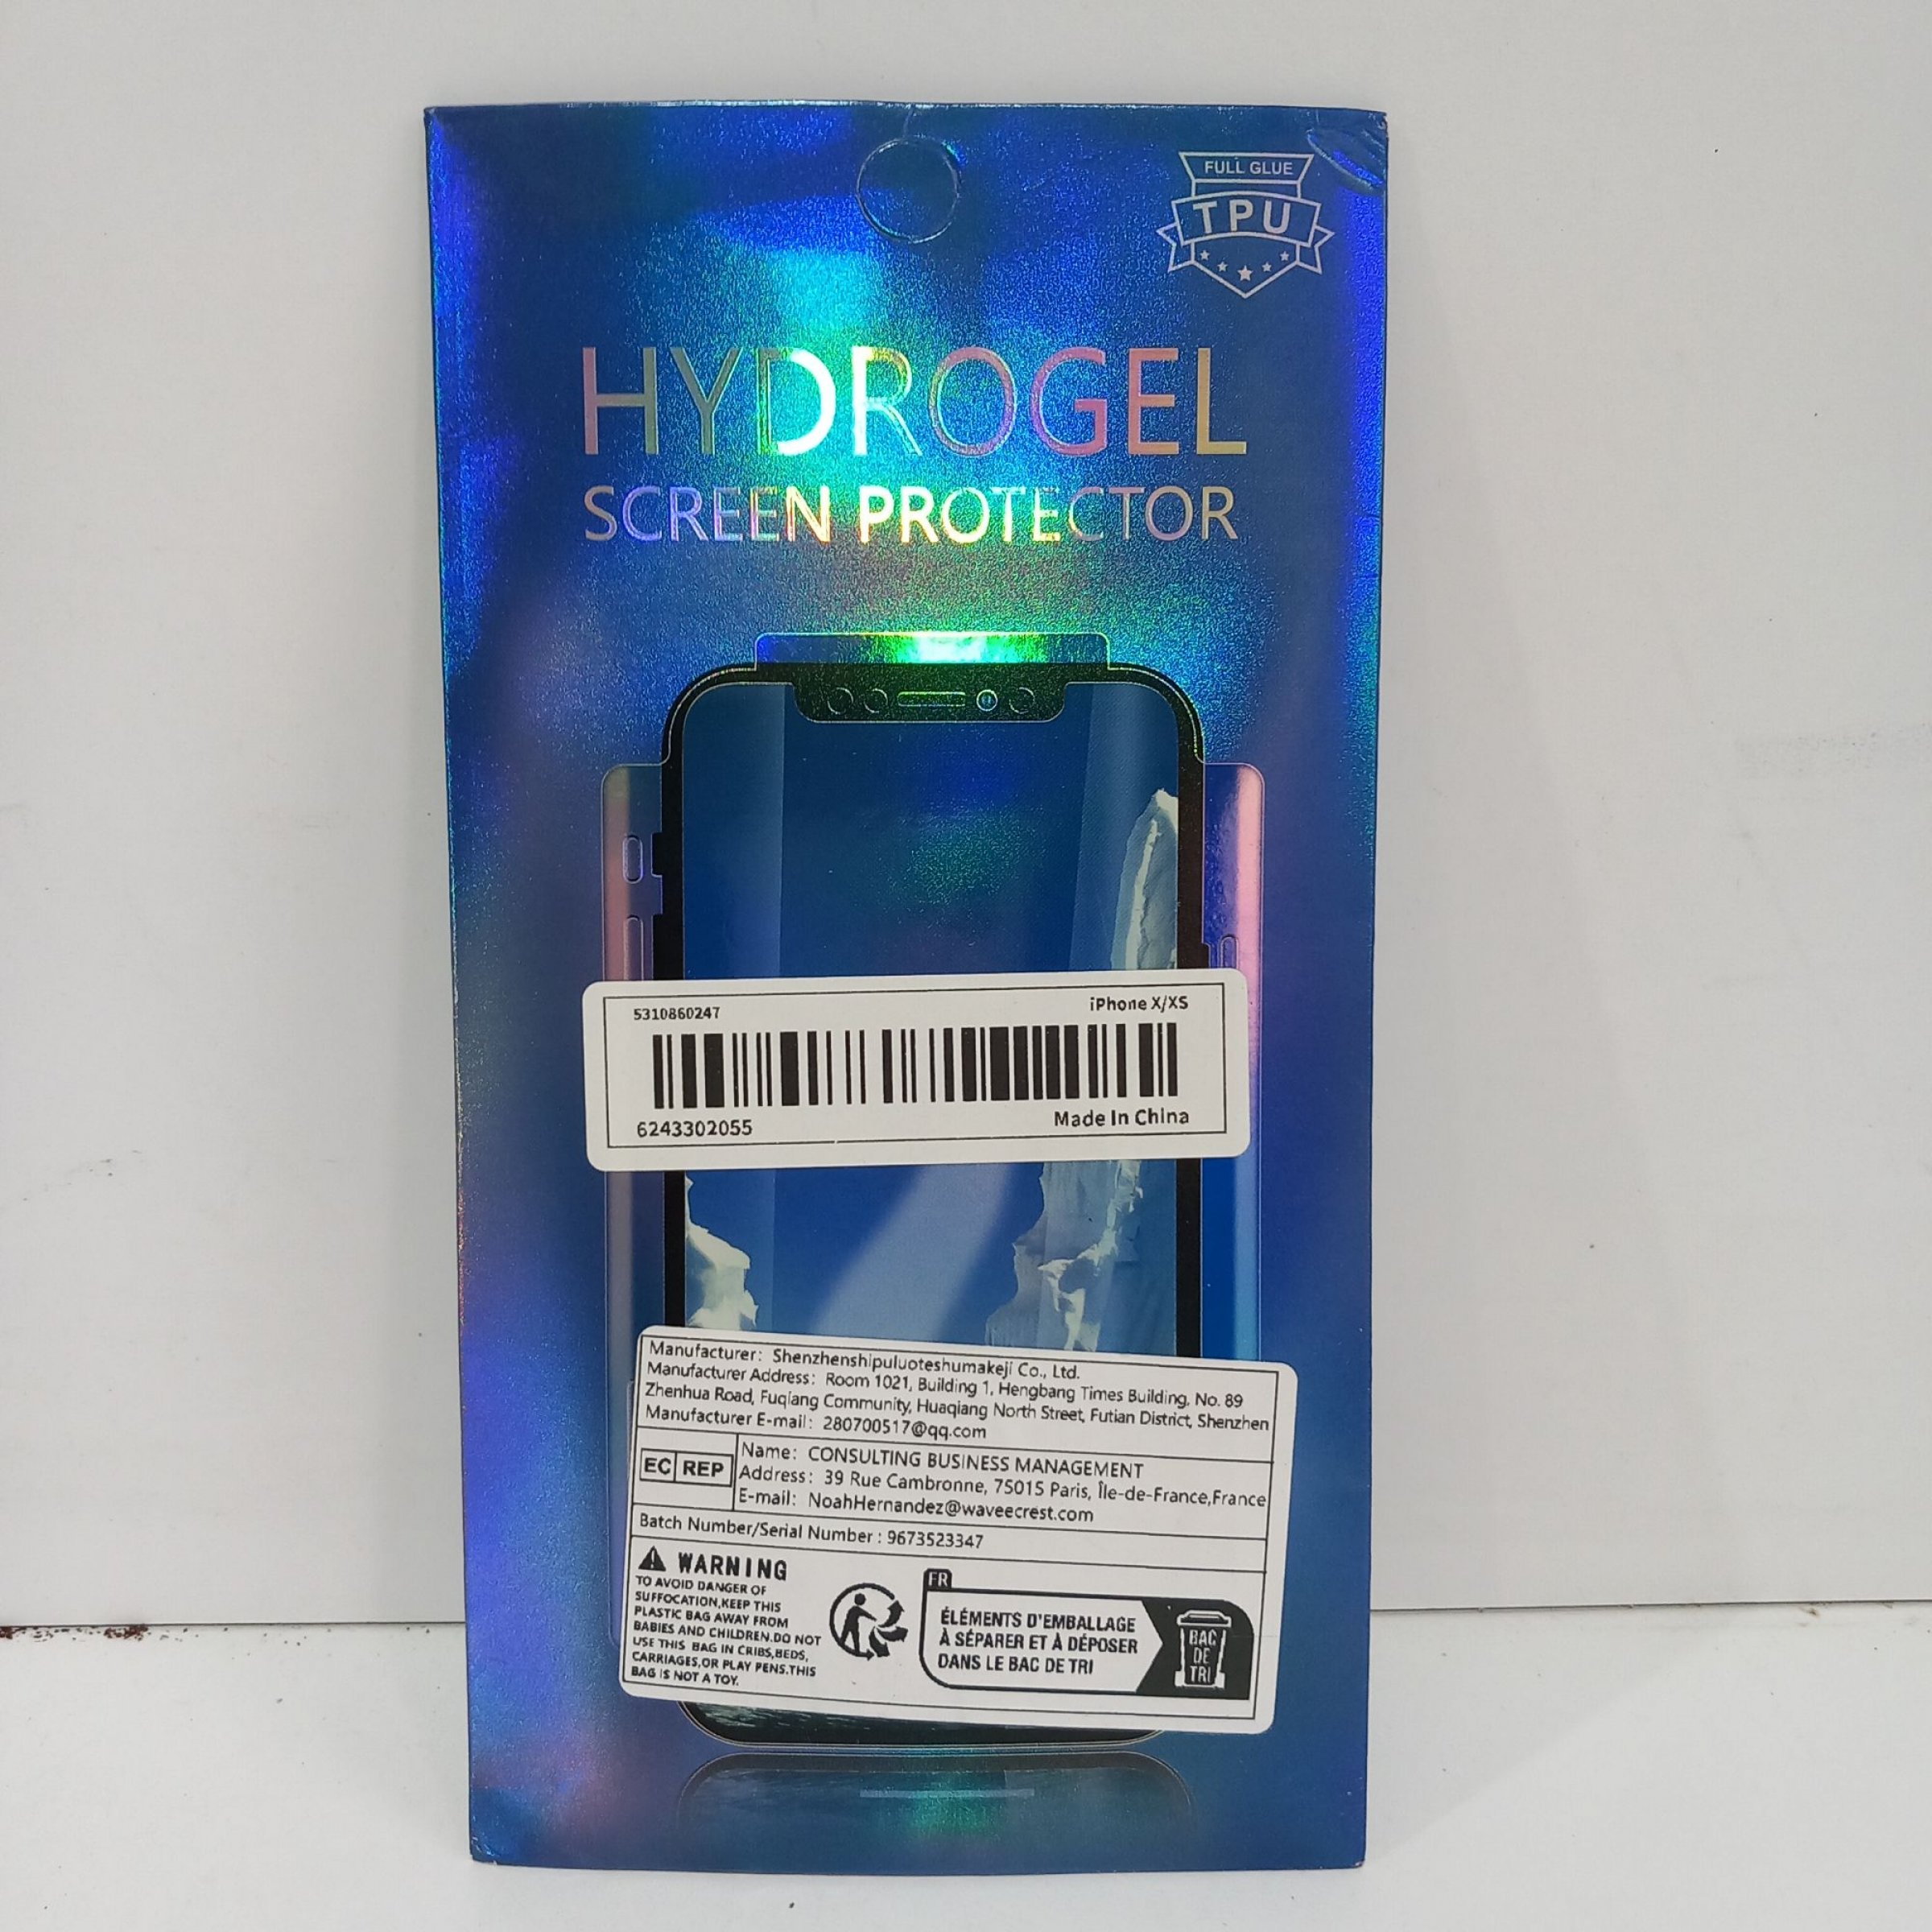 FULL GLUE
TPU
HYDROGEL
SCREEN PROTECTOR
5310860247
iPhone X/XS
6243302055
Made In China
Manufacturer: Shenzhenshipuluoteshumakeji Co., Ltd.
Manufacturer Address: Room 1021, Building 1, Hengbang Times Building, No. 89
Zhenhua Road, Fuqiang Community, Huaqiang North Street, Futian District, Shenzhen
Manufacturer E-mail: 280700517@qq.com
EC REP
Name: CONSULTING BUSINESS MANAGEMENT
Address: 39 Rue Cambronne, 75015 Paris, Île-de-France,France
E-mail: NoahHernandez@waveecrest.com
Batch Number/Serial Number : 9673523347
WARNING
TO AVOID DANGER OF
SUFFOCATION,KEEP THIS
PLASTIC BAG AWAY FROM
BABIES AND CHILDREN.DO NOT
USE THIS BAG IN CRIBS,BEDS,
CARRIAGES,OR PLAY PENS.THIS
BAG IS NOT A TOY.
FR
ÉLÉMENTS D'EMBALLAGE
À SÉPARER ET À DÉPOSER
DANS LE BAC DE TRI
BAC
DE
TRI